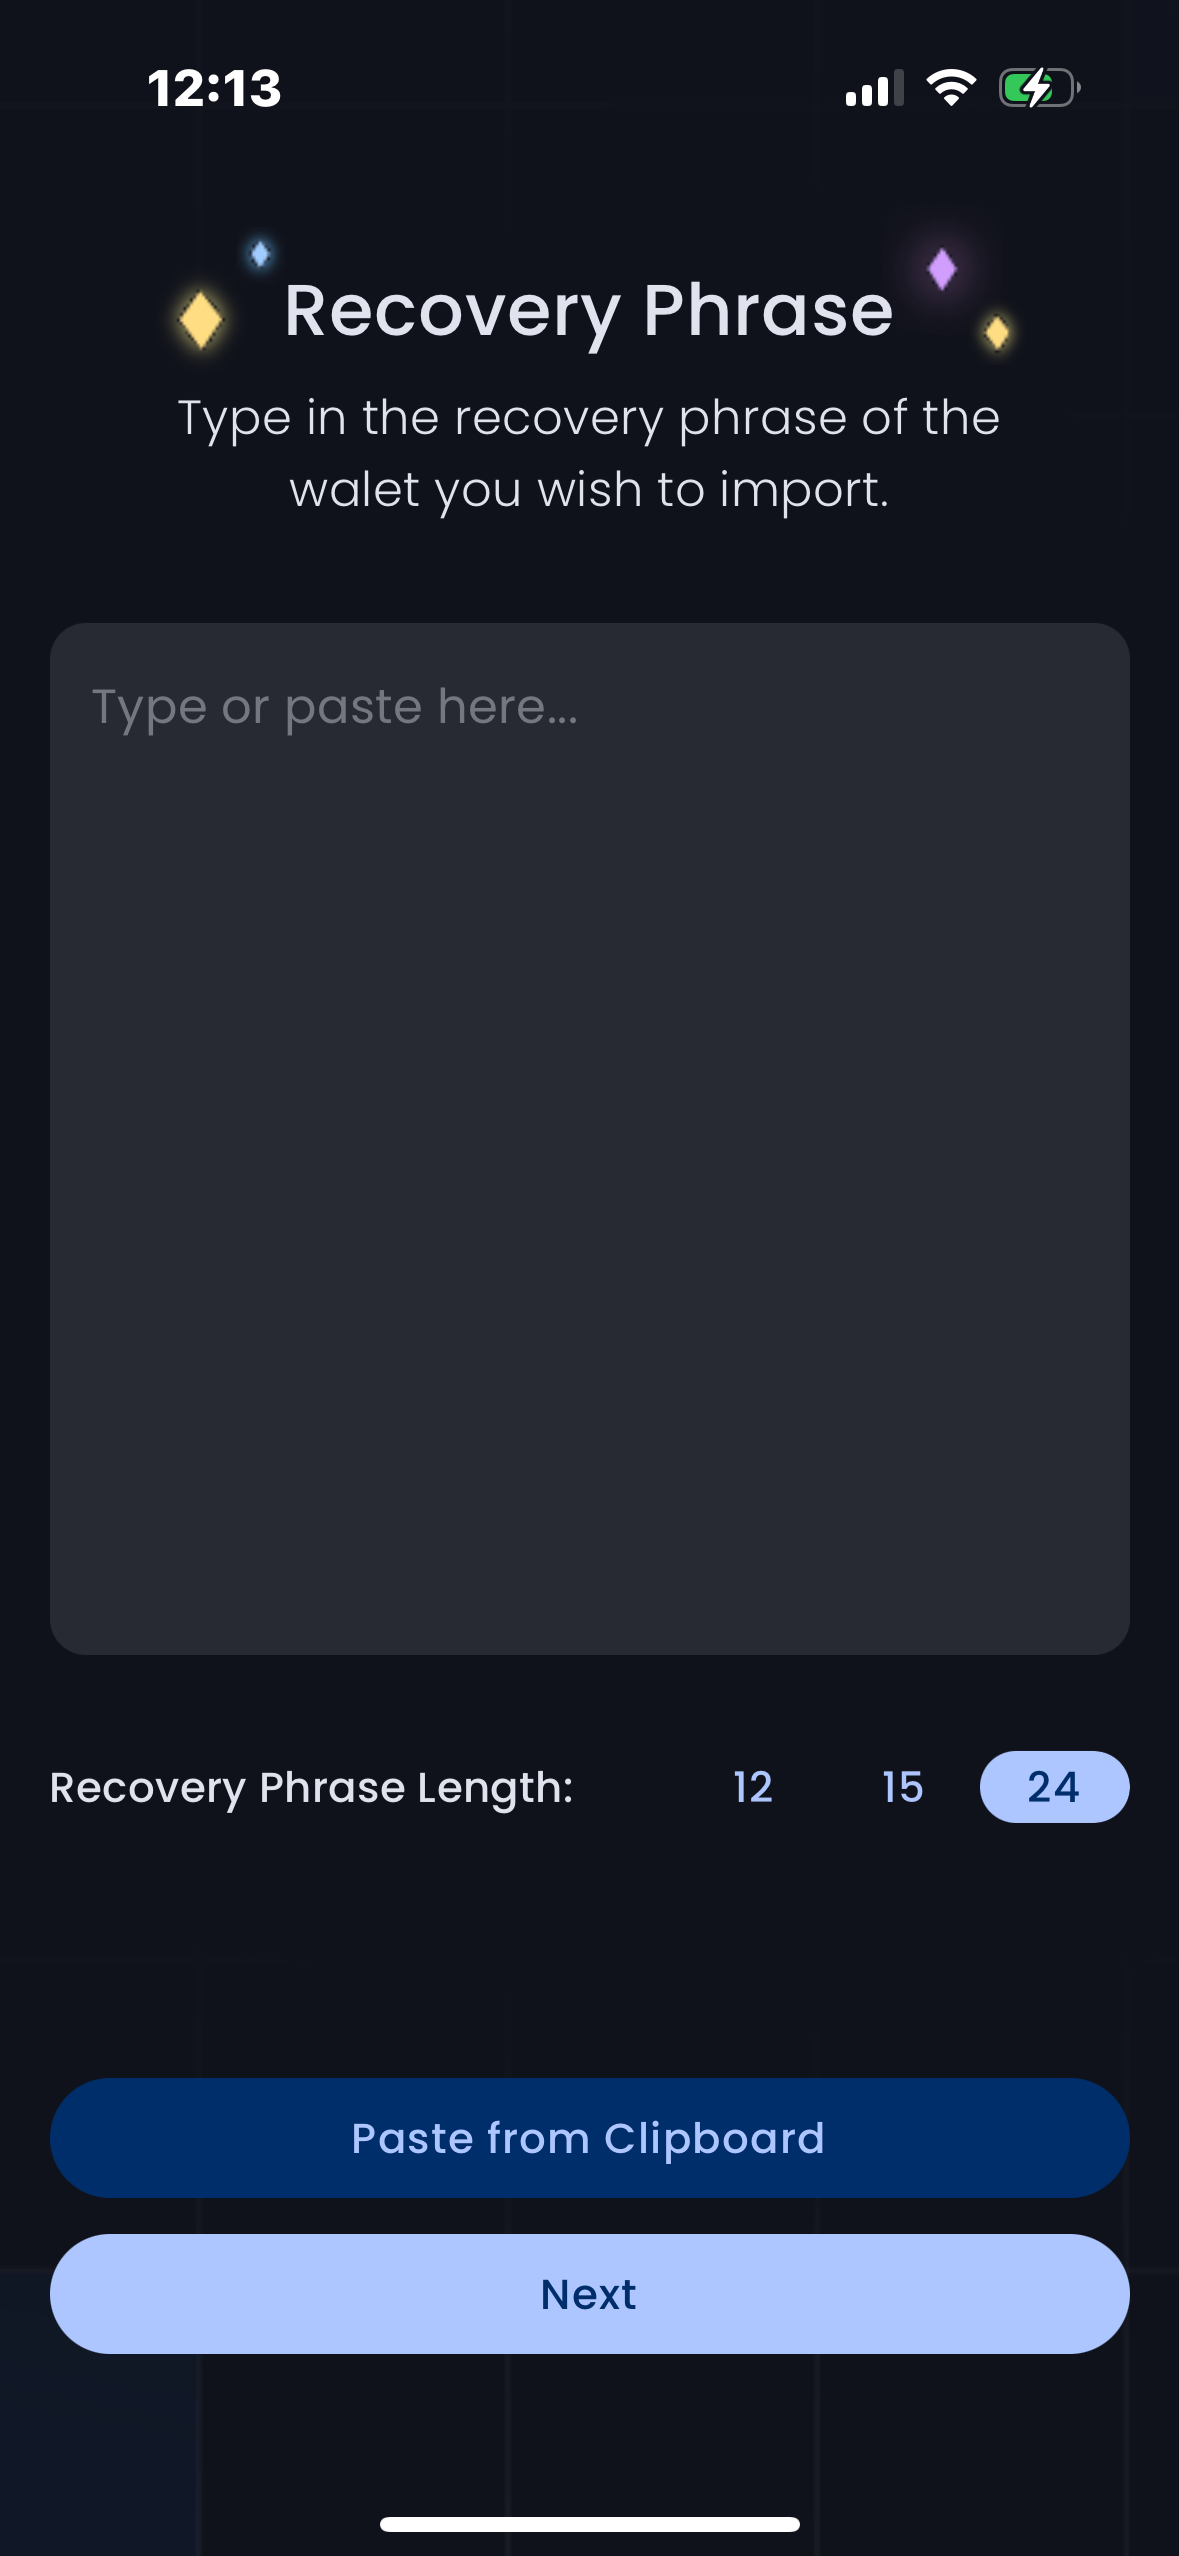 12:13
Recovery Phrase
Type in the recovery phrase of the
walet you wish to import.
Type or paste here...
Recovery Phrase Length: 12 15 24
Paste from Clipboard
Next